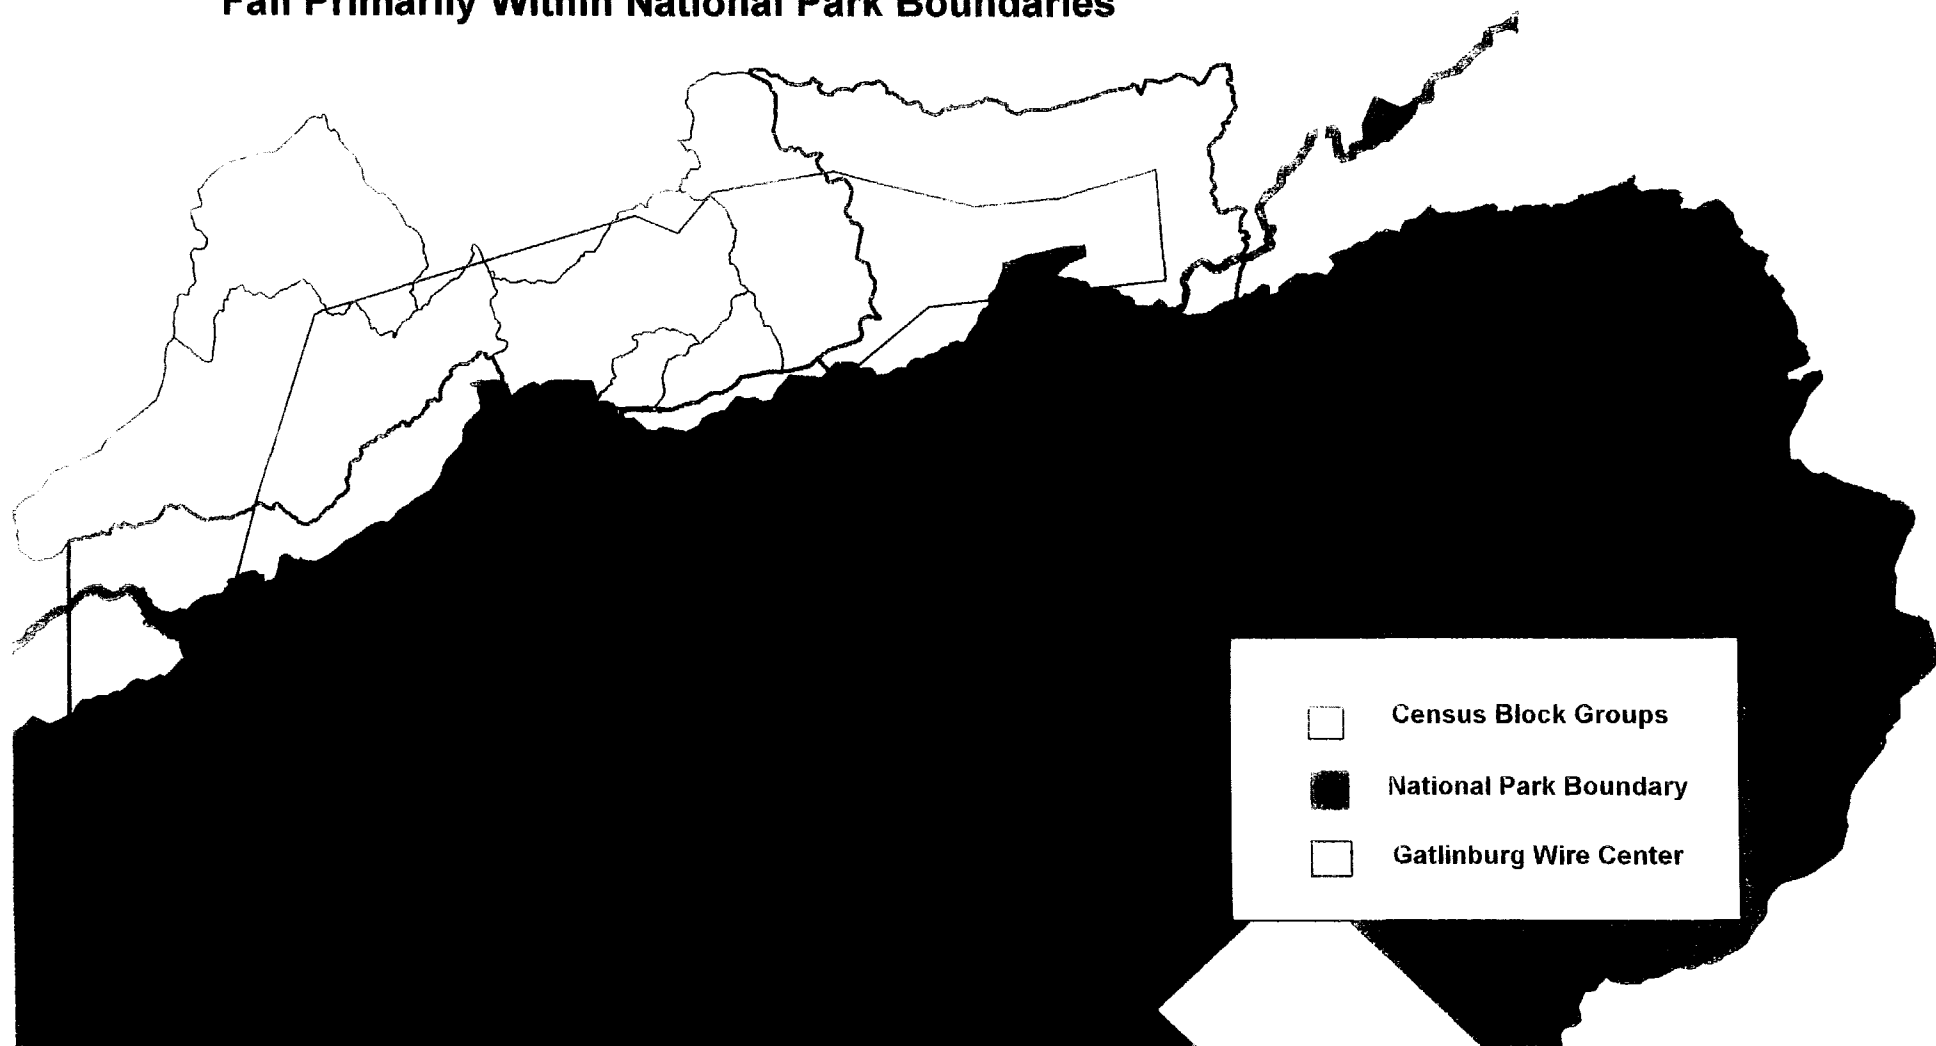 Fall Primarily Within National Park Boundaries
Census Block Groups
National Park Boundary
Gatlinburg Wire Center